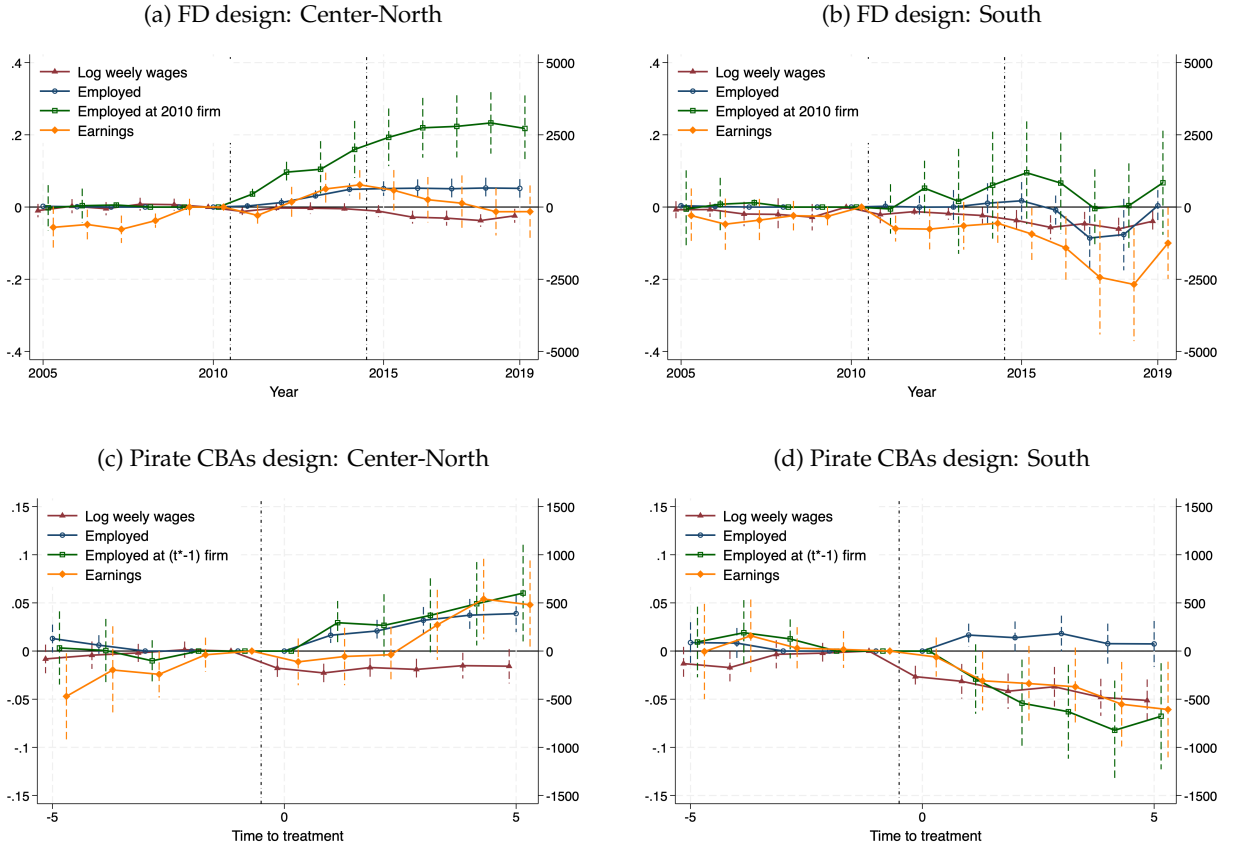 (a) FD design: Center-North
.4
.2
0
-.2
-.4
5000
2500
0
-2500
-5000
Log weely wages
Employed
Employed at 2010 firm
Earnings
2005
2010
2015
2019
Year
(b) FD design: South
.4
.2
0
-.2
-.4
5000
2500
0
-2500
-5000
Log weely wages
Employed
Employed at 2010 firm
Earnings
2005
2010
2015
2019
Year
(c) Pirate CBAs design: Center-North
.15
.1
.05
0
-.05
-.1
-.15
1500
1000
500
0
-500
-1000
-1500
Log weely wages
Employed
Employed at (t*-1) firm
Earnings
-5
0
5
Time to treatment
(d) Pirate CBAs design: South
.15
.1
.05
0
-.05
-.1
-.15
1500
1000
500
0
-500
-1000
-1500
Log weely wages
Employed
Employed at (t*-1) firm
Earnings
-5
0
5
Time to treatment